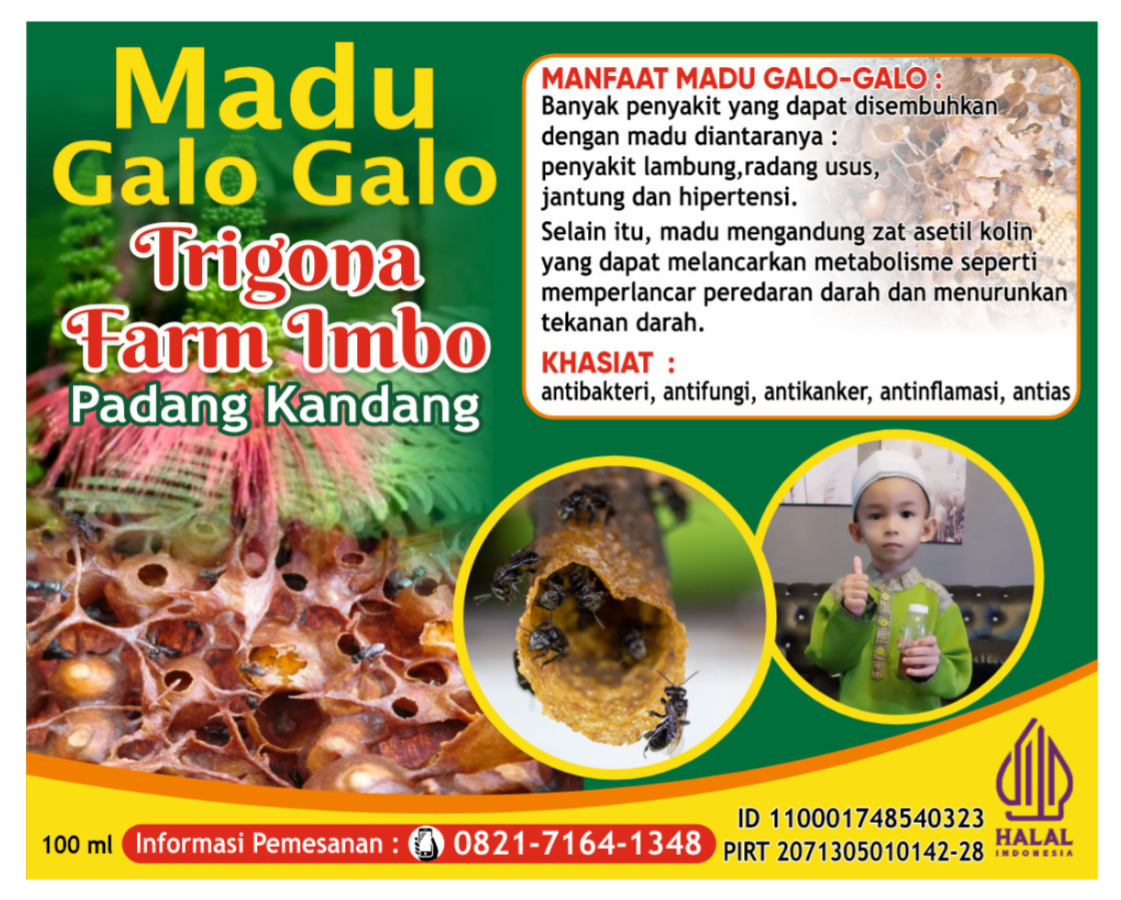 Madu
Galo Galo
Trigona
Farm Imbo
Padang Kandang
MANFAAT MADU GALO-GALO :
Banyak penyakit yang dapat disembuhkan
dengan madu diantaranya :
penyakit lambung,radang usus,
jantung dan hipertensi.
Selain itu, madu mengandung zat asetil kolin
yang dapat melancarkan metabolisme seperti
memperlancar peredaran darah dan menurunkan
tekanan darah.
KHASIAT :
antibakteri, antifungi, antikanker, antinflamasi, antias
100 ml
Informasi Pemesanan : 0821-7164-1348
ID 110001748540323
PIRT 2071305010142-28
HALAL
INDONESIA